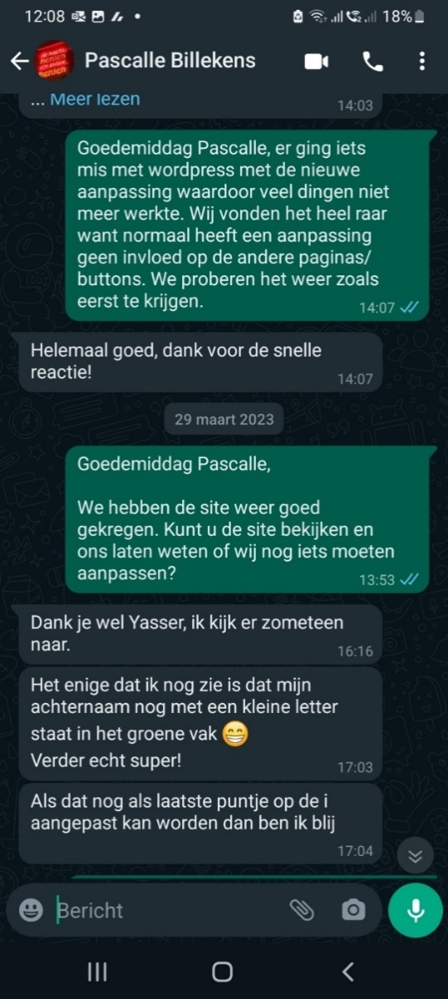 12:08
18%
Pascalle Billekens
... Meer lezen
14:03
Goedemiddag Pascalle, er ging iets
mis met wordpress met de nieuwe
aanpassing waardoor veel dingen niet
meer werkte. Wij vonden het heel raar
want normaal heeft een aanpassing
geen invloed op de andere paginas/
buttons. We proberen het weer zoals
eerst te krijgen.
14:07
Helemaal goed, dank voor de snelle
reactie!
14:07
29 maart 2023
Goedemiddag Pascalle,
We hebben de site weer goed
gekregen. Kunt u de site bekijken en
ons laten weten of wij nog iets moeten
aanpassen?
13:53
Dank je wel Yasser, ik kijk er zometeen
naar.
16:16
Het enige dat ik nog zie is dat mijn
achternaam nog met een kleine letter
staat in het groene vak 😁
Verder echt super!
17:03
Als dat nog als laatste puntje op de i
aangepast kan worden dan ben ik blij
17:04
Bericht